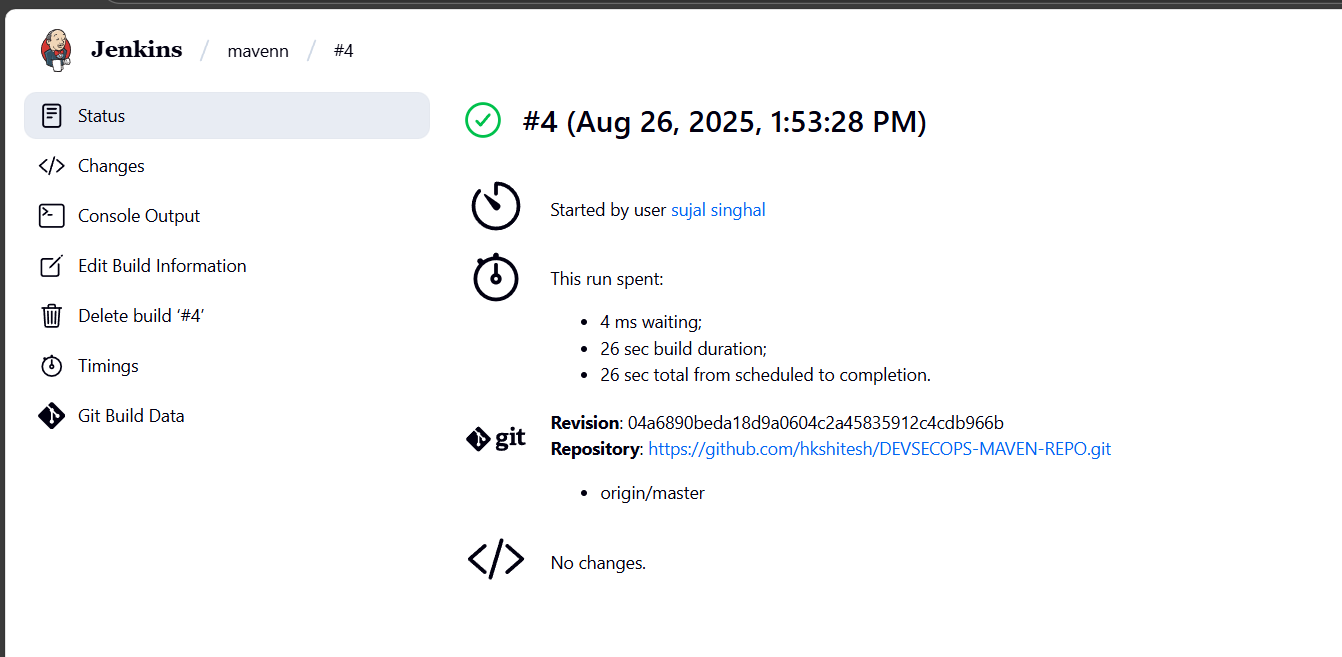 Jenkins / mavenn / #4
Status
Changes
Console Output
Edit Build Information
Delete build ‘#4’
Timings
Git Build Data
#4 (Aug 26, 2025, 1:53:28 PM)
Started by user sujal singhal
This run spent:
• 4 ms waiting;
• 26 sec build duration;
• 26 sec total from scheduled to completion.
git
Revision: 04a6890beda18d9a0604c2a45835912c4cdb966b
Repository: https://github.com/hkshitesh/DEVSECOPS-MAVEN-REPO.git
• origin/master
No changes.